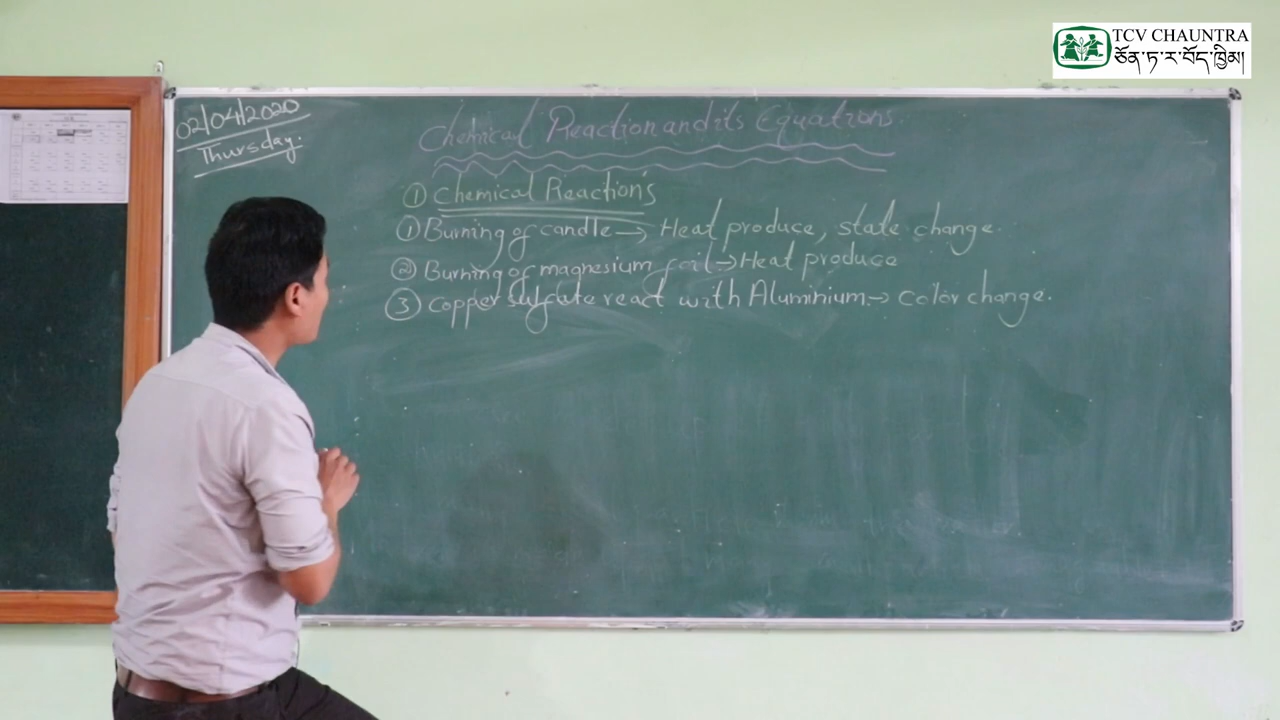 TCV CHAUNTRA
ཅོན་ཏ་ར་བོད་ཁྱིམ།
02/04/2020
Thursday.
Chemical Reaction and its Equations
① Chemical Reactions
① Burning of candle → Heat produce, state change.
② Burning of magnesium foil → Heat produce
③ Copper sulfate react with Aluminium → color change.